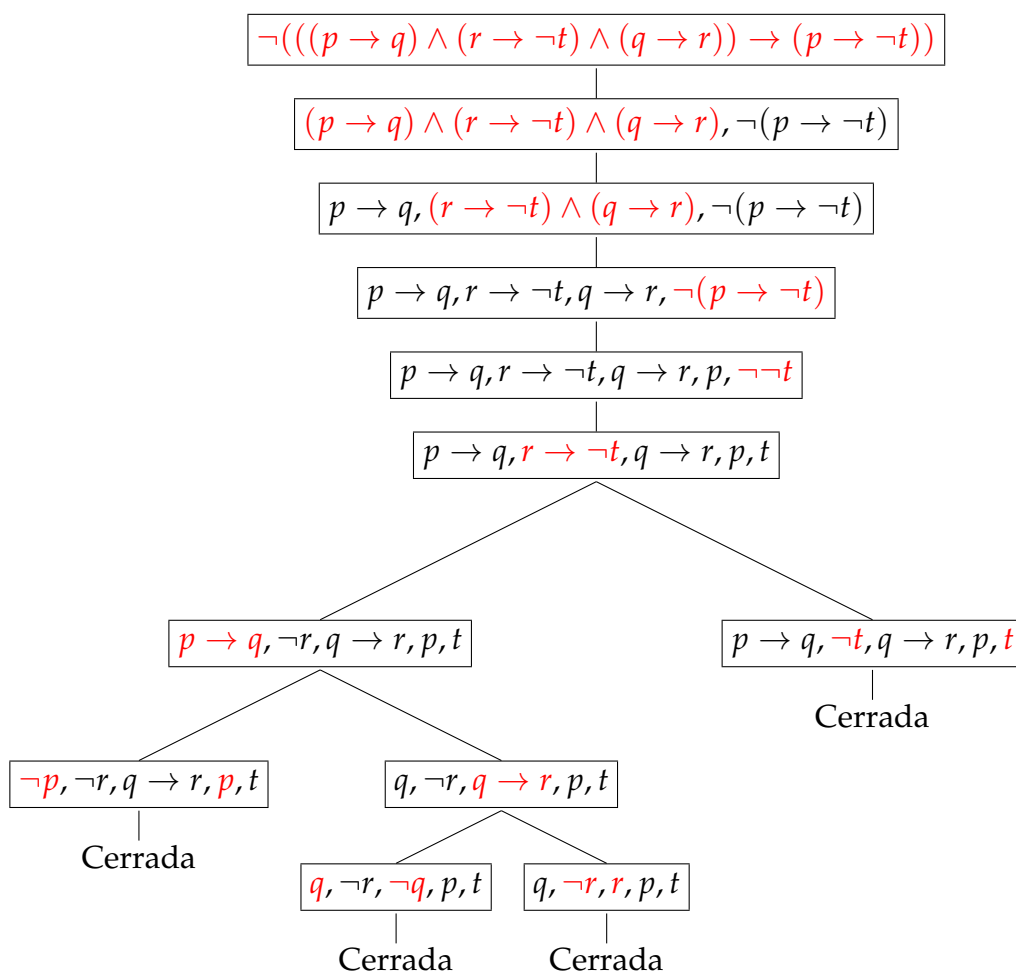 ¬(((p → q) ∧ (r → ¬t) ∧ (q → r)) → (p → ¬t))
(p → q) ∧ (r → ¬t) ∧ (q → r), ¬(p → ¬t)
p → q, (r → ¬t) ∧ (q → r), ¬(p → ¬t)
p → q, r → ¬t, q → r, ¬(p → ¬t)
p → q, r → ¬t, q → r, p, ¬¬t
p → q, r → ¬t, q → r, p, t
p → q, ¬r, q → r, p, t
p → q, ¬t, q → r, p, t
Cerrada
¬p, ¬r, q → r, p, t
q, ¬r, q → r, p, t
Cerrada
q, ¬r, ¬q, p, t
q, ¬r, r, p, t
Cerrada
Cerrada